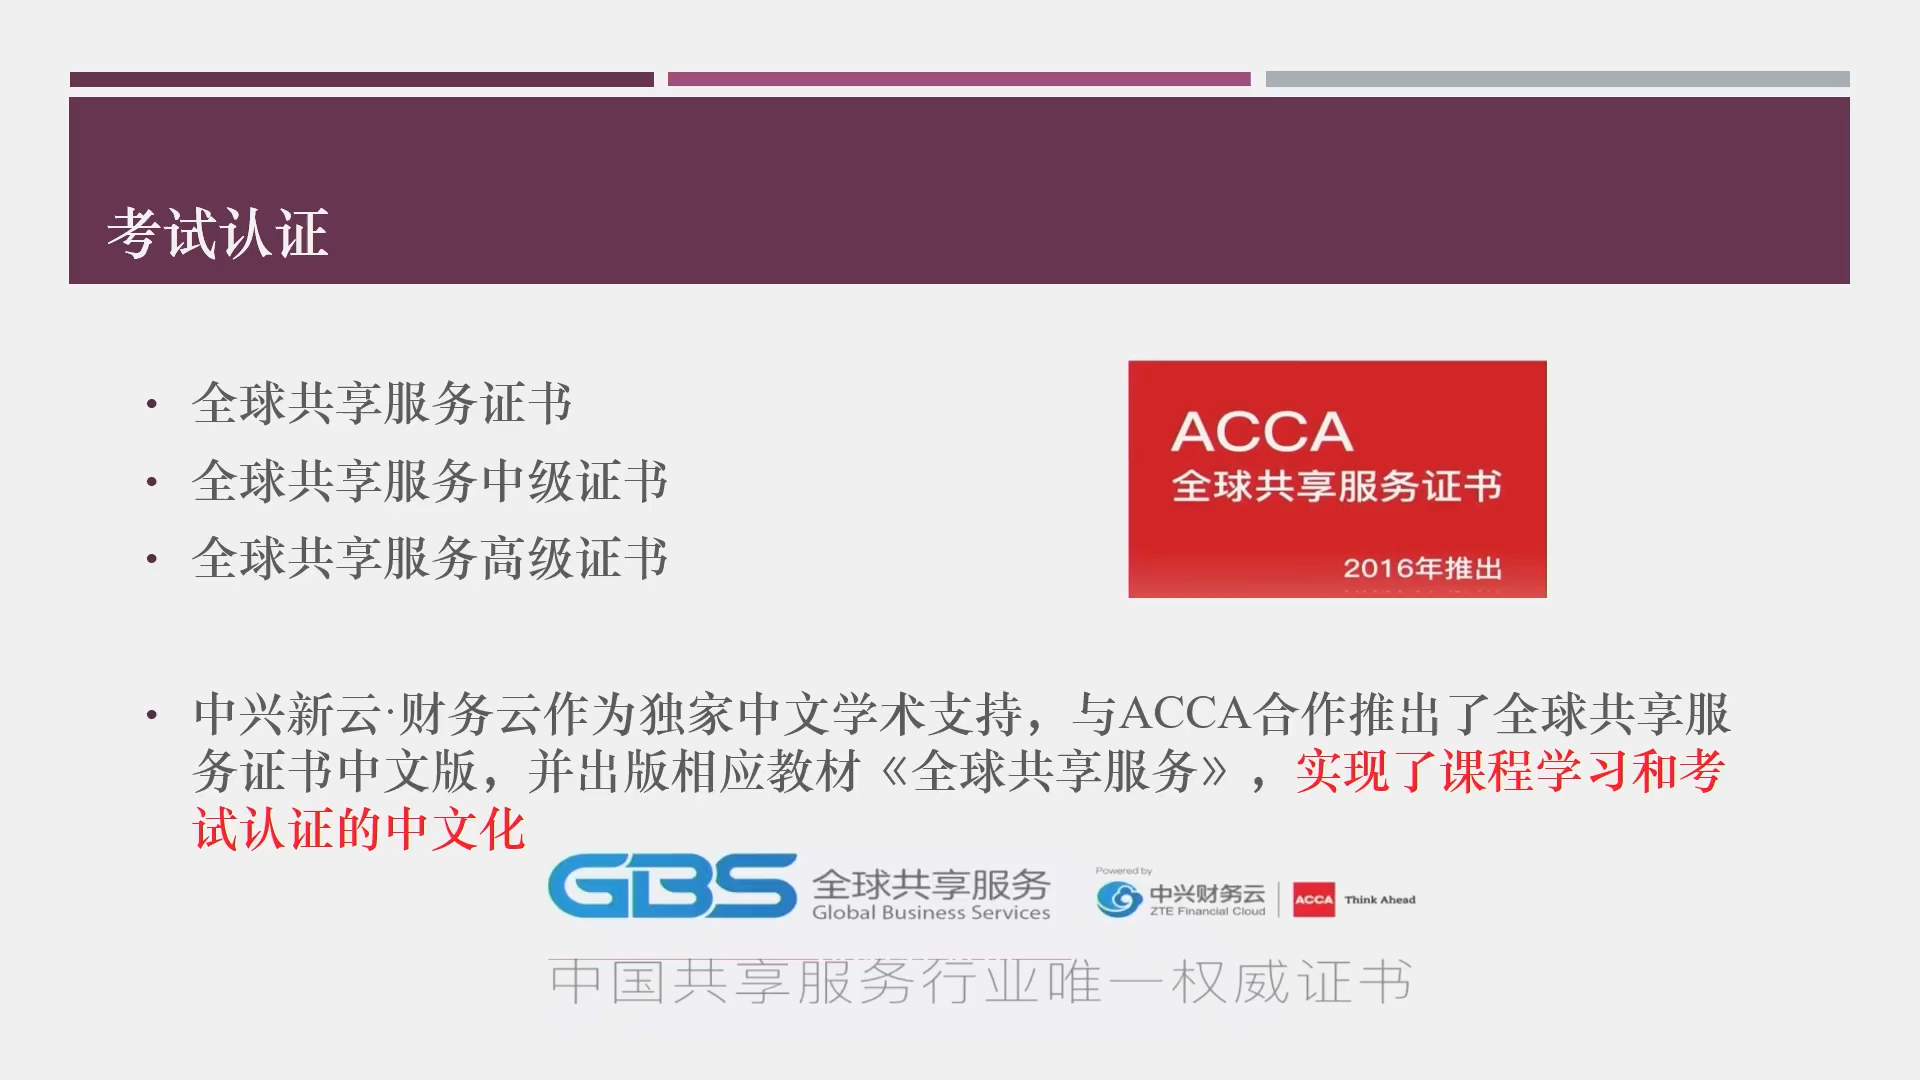 考试认证
• 全球共享服务证书
• 全球共享服务中级证书
• 全球共享服务高级证书
ACCA
全球共享服务证书
2016年推出
• 中兴新云·财务云作为独家中文学术支持，与ACCA合作推出了全球共享服
务证书中文版，并出版相应教材《全球共享服务》，实现了课程学习和考
试认证的中文化
GBS 全球共享服务
Global Business Services
Powered by
中兴财务云
ZTE Financial Cloud
ACCA Think Ahead
中国共享服务行业唯一权威证书